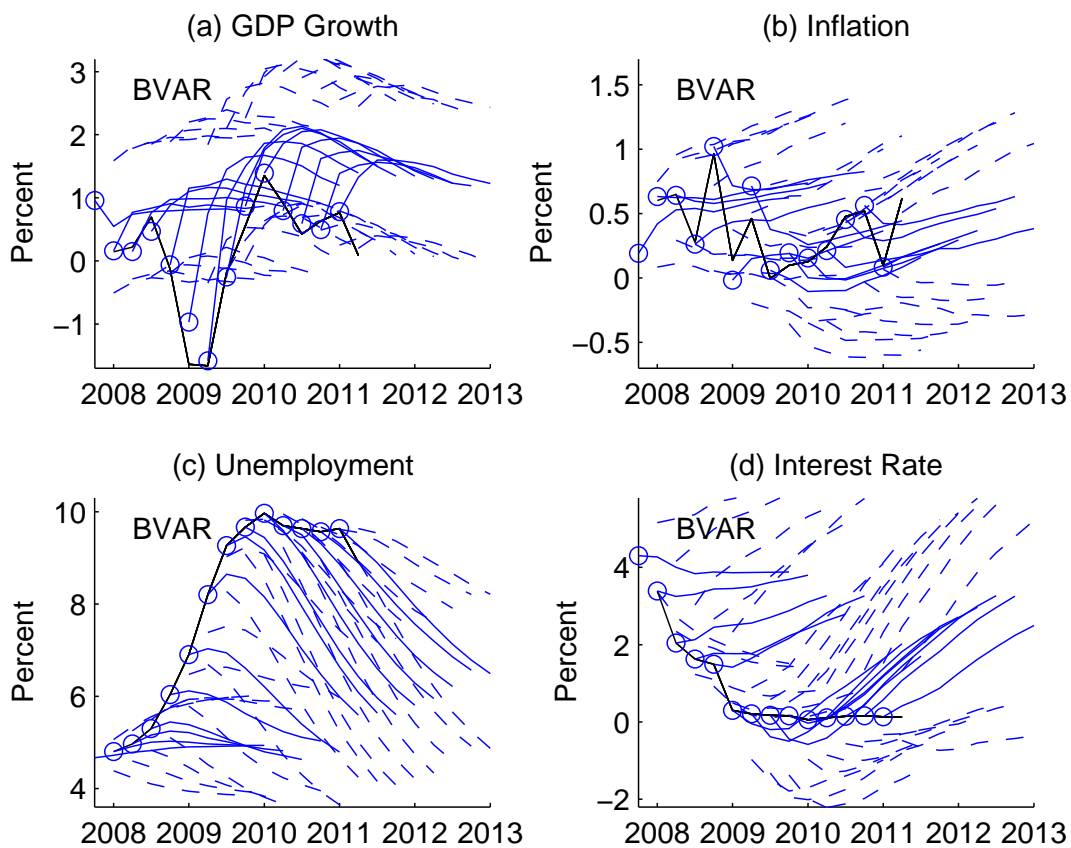 (a) GDP Growth
BVAR
Percent
3
2
1
0
−1
2008 2009 2010 2011 2012 2013
(b) Inflation
BVAR
Percent
1.5
1
0.5
0
−0.5
2008 2009 2010 2011 2012 2013
(c) Unemployment
BVAR
Percent
10
8
6
4
2008 2009 2010 2011 2012 2013
(d) Interest Rate
BVAR
Percent
4
2
0
−2
2008 2009 2010 2011 2012 2013